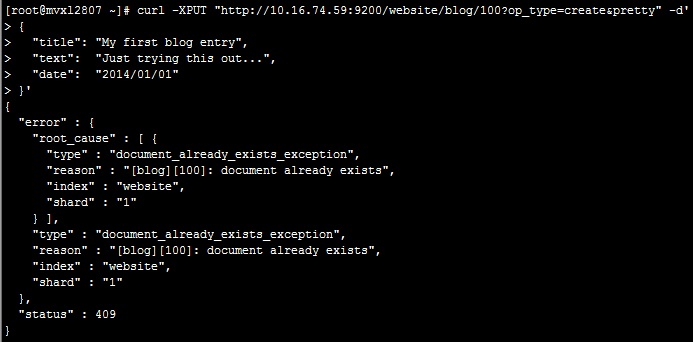 [root@mvxl2807 ~]# curl -XPUT "http://10.16.74.59:9200/website/blog/100?op_type=create&pretty" -d'
> {
>   "title": "My first blog entry",
>   "text":  "Just trying this out...",
>   "date":  "2014/01/01"
> }'
{
  "error" : {
    "root_cause" : [ {
      "type" : "document_already_exists_exception",
      "reason" : "[blog][100]: document already exists",
      "index" : "website",
      "shard" : "1"
    } ],
    "type" : "document_already_exists_exception",
    "reason" : "[blog][100]: document already exists",
    "index" : "website",
    "shard" : "1"
  },
  "status" : 409
}